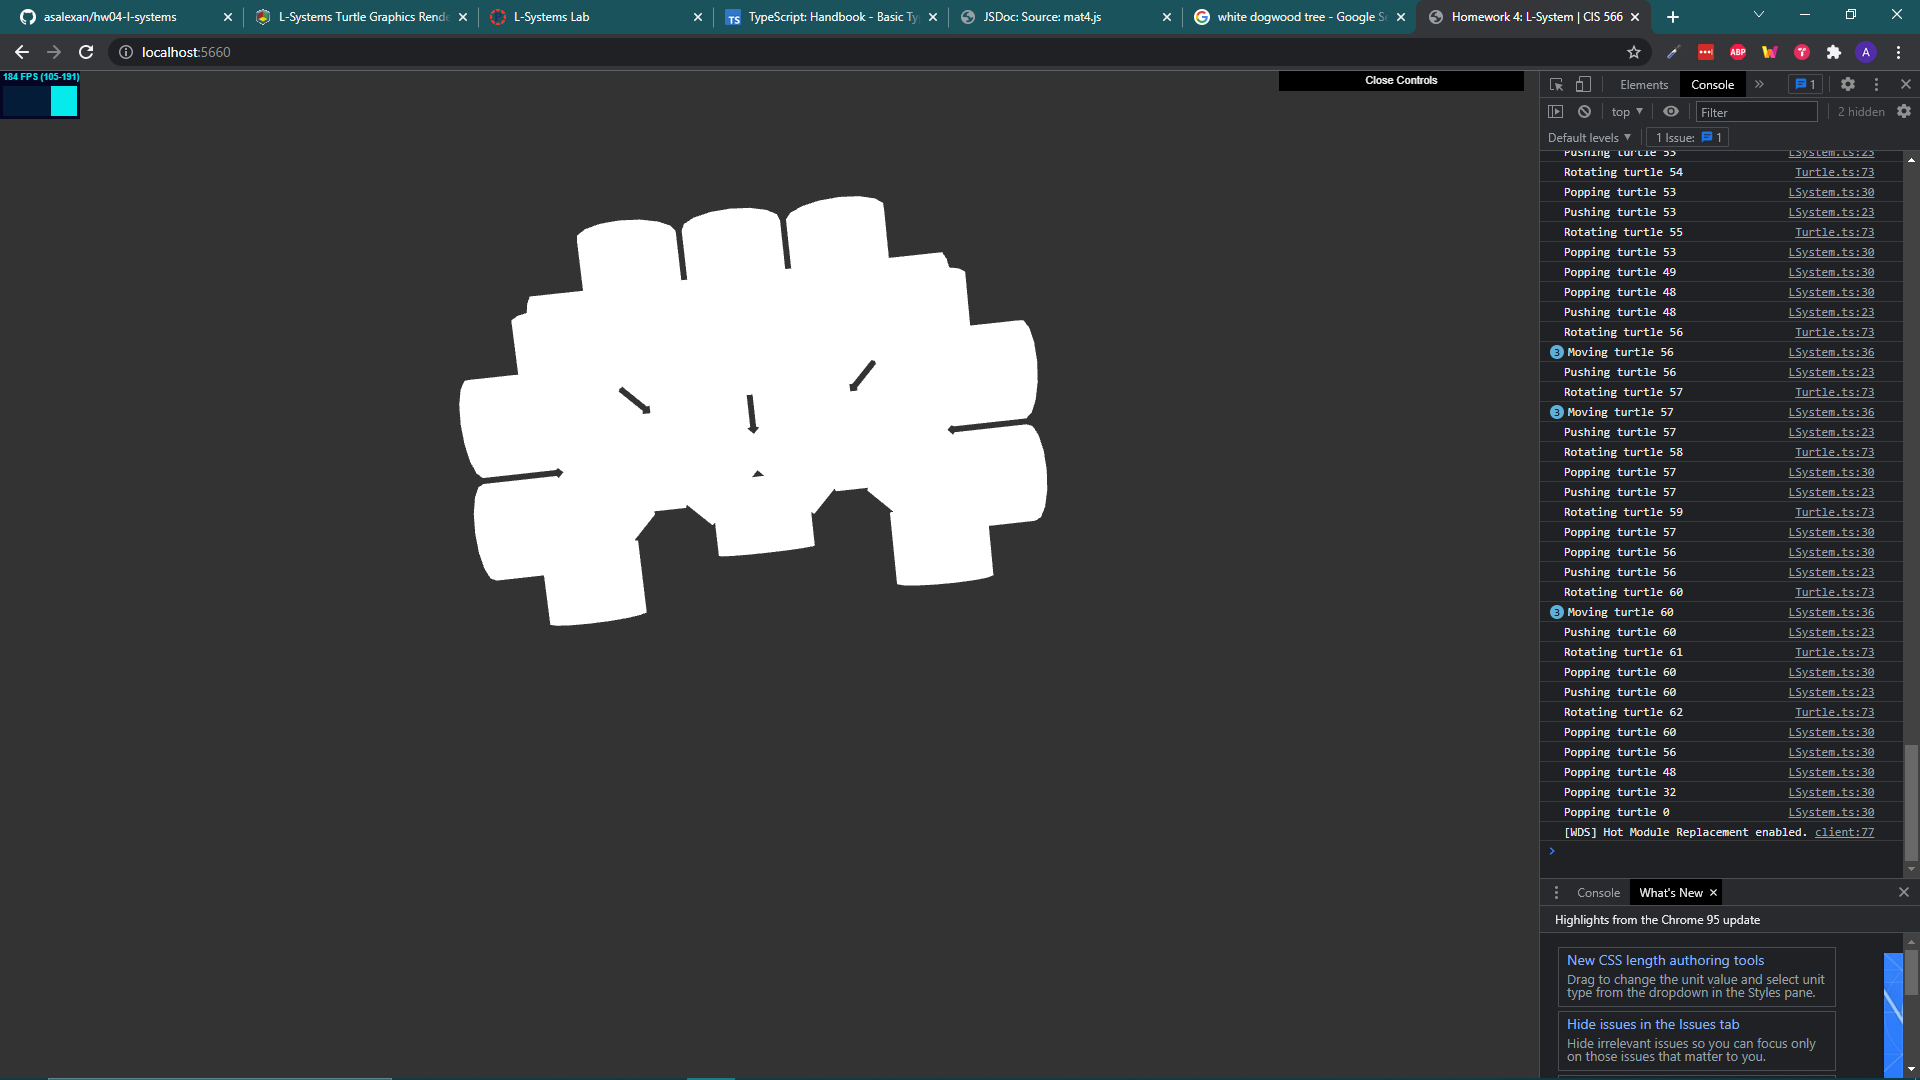 asalexan/hw04-l-systems
L-Systems Turtle Graphics Rende
L-Systems Lab
TypeScript: Handbook - Basic Ty
JSDoc: Source: mat4.js
white dogwood tree - Google Se
Homework 4: L-System | CIS 566
localhost:5660
ABP
A
184 FPS (105-191)
Close Controls
Elements
Console
1
top
Filter
2 hidden
Default levels
1 Issue: 1
Pushing turtle 53 LSystem.ts:23
Rotating turtle 54 Turtle.ts:73
Popping turtle 53 LSystem.ts:30
Pushing turtle 53 LSystem.ts:23
Rotating turtle 55 Turtle.ts:73
Popping turtle 53 LSystem.ts:30
Popping turtle 49 LSystem.ts:30
Popping turtle 48 LSystem.ts:30
Pushing turtle 48 LSystem.ts:23
Rotating turtle 56 Turtle.ts:73
3 Moving turtle 56 LSystem.ts:36
Pushing turtle 56 LSystem.ts:23
Rotating turtle 57 Turtle.ts:73
3 Moving turtle 57 LSystem.ts:36
Pushing turtle 57 LSystem.ts:23
Rotating turtle 58 Turtle.ts:73
Popping turtle 57 LSystem.ts:30
Pushing turtle 57 LSystem.ts:23
Rotating turtle 59 Turtle.ts:73
Popping turtle 57 LSystem.ts:30
Popping turtle 56 LSystem.ts:30
Pushing turtle 56 LSystem.ts:23
Rotating turtle 60 Turtle.ts:73
3 Moving turtle 60 LSystem.ts:36
Pushing turtle 60 LSystem.ts:23
Rotating turtle 61 Turtle.ts:73
Popping turtle 60 LSystem.ts:30
Pushing turtle 60 LSystem.ts:23
Rotating turtle 62 Turtle.ts:73
Popping turtle 60 LSystem.ts:30
Popping turtle 56 LSystem.ts:30
Popping turtle 48 LSystem.ts:30
Popping turtle 32 LSystem.ts:30
Popping turtle 0 LSystem.ts:30
[WDS] Hot Module Replacement enabled. client:77
Console
What's New
Highlights from the Chrome 95 update
New CSS length authoring tools
Drag to change the unit value and select unit
type from the dropdown in the Styles pane.
Hide issues in the Issues tab
Hide irrelevant issues so you can focus only
on those issues that matter to you.